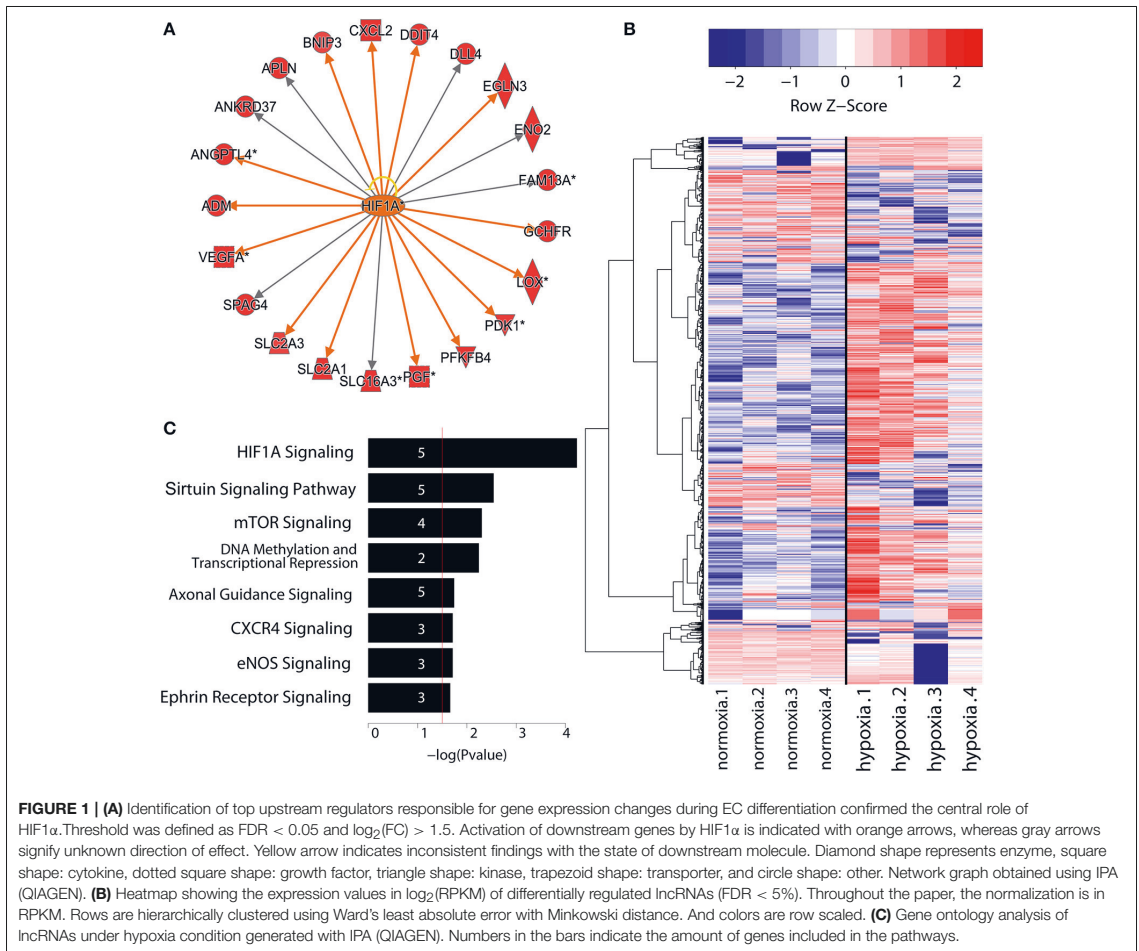 A
CXCL2
DDIT4
DLL4
EGLN3
ENO2
FAM13A*
GCHFR
LOX*
PDK1*
PFKFB4
PGF*
SLC16A3*
SLC2A1
SLC2A3
SPAG4
VEGFA*
ADM
ANGPTL4*
ANKRD37
APLN
BNIP3
HIF1A*
B
-2 -1 0 1 2
Row Z-Score
normoxia.1
normoxia.2
normoxia.3
normoxia.4
hypoxia.1
hypoxia.2
hypoxia.3
hypoxia.4
C
HIF1A Signaling 5
Sirtuin Signaling Pathway 5
mTOR Signaling 4
DNA Methylation and
Transcriptional Repression 2
Axonal Guidance Signaling 5
CXCR4 Signaling 3
eNOS Signaling 3
Ephrin Receptor Signaling 3
0 1 2 3 4
−log(Pvalue)
FIGURE 1 | (A) Identification of top upstream regulators responsible for gene expression changes during EC differentiation confirmed the central role of
HIF1α.Threshold was defined as FDR < 0.05 and log₂(FC) > 1.5. Activation of downstream genes by HIF1α is indicated with orange arrows, whereas gray arrows
signify unknown direction of effect. Yellow arrow indicates inconsistent findings with the state of downstream molecule. Diamond shape represents enzyme, square
shape: cytokine, dotted square shape: growth factor, triangle shape: kinase, trapezoid shape: transporter, and circle shape: other. Network graph obtained using IPA
(QIAGEN). (B) Heatmap showing the expression values in log₂(RPKM) of differentially regulated lncRNAs (FDR < 5%). Throughout the paper, the normalization is in
RPKM. Rows are hierarchically clustered using Ward's least absolute error with Minkowski distance. And colors are row scaled. (C) Gene ontology analysis of
lncRNAs under hypoxia condition generated with IPA (QIAGEN). Numbers in the bars indicate the amount of genes included in the pathways.